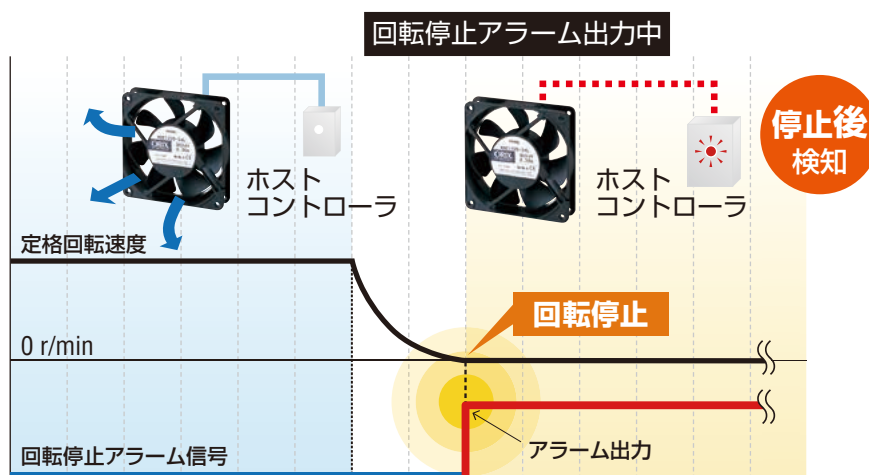 回転停止アラーム出力中
停止後
検知
ホスト
コントローラ
ホスト
コントローラ
定格回転速度
回転停止
0 r/min
アラーム出力
回転停止アラーム信号